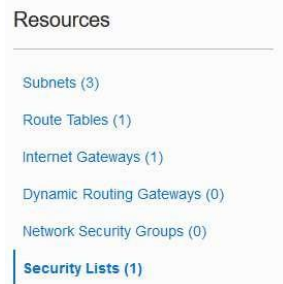 Resources
Subnets (3)
Route Tables (1)
Internet Gateways (1)
Dynamic Routing Gateways (0)
Network Security Groups (0)
Security Lists (1)